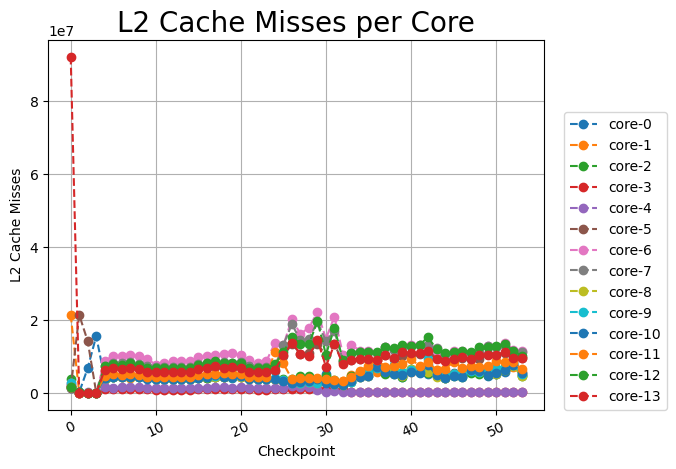 L2 Cache Misses per Core
1e7
8
6
4
2
0
L2 Cache Misses
0
10
20
30
40
50
Checkpoint
core-0
core-1
core-2
core-3
core-4
core-5
core-6
core-7
core-8
core-9
core-10
core-11
core-12
core-13